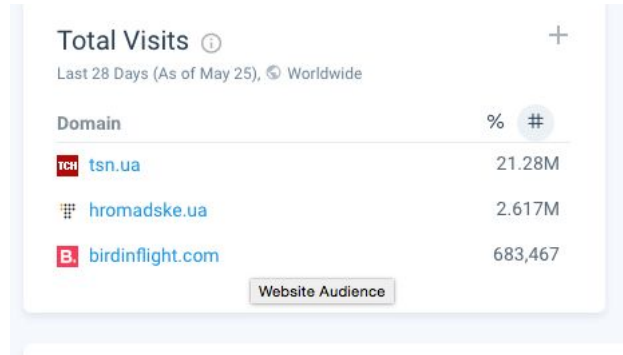 Total Visits
Last 28 Days (As of May 25), Worldwide
Domain % #
ТСН tsn.ua 21.28M
hromadske.ua 2.617M
B. birdinflight.com 683,467
Website Audience